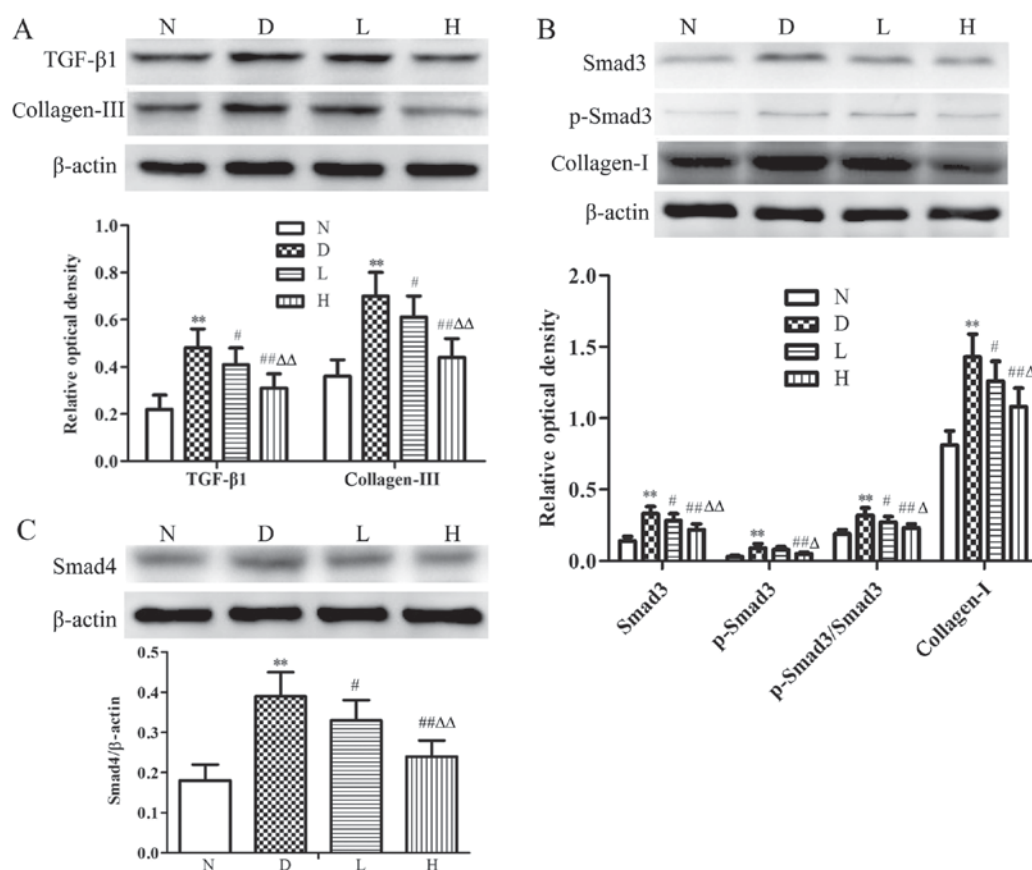 A
N D L H
TGF-β1
Collagen-III
β-actin
Relative optical density
1.0
0.8
0.6
0.4
0.2
0.0
N
D
L
H
** # ##ΔΔ
** # ##ΔΔ
TGF-β1 Collagen-III
B
N D L H
Smad3
p-Smad3
Collagen-I
β-actin
Relative optical density
2.0
1.5
1.0
0.5
0.0
N
D
L
H
** # ## ΔΔ
** ##Δ
** # ## Δ
** # ##Δ
Smad3
p-Smad3
p-Smad3/Smad3
Collagen-I
C
N D L H
Smad4
β-actin
Smad4/β-actin
0.5
0.4
0.3
0.2
0.1
0.0
** # ##ΔΔ
N D L H